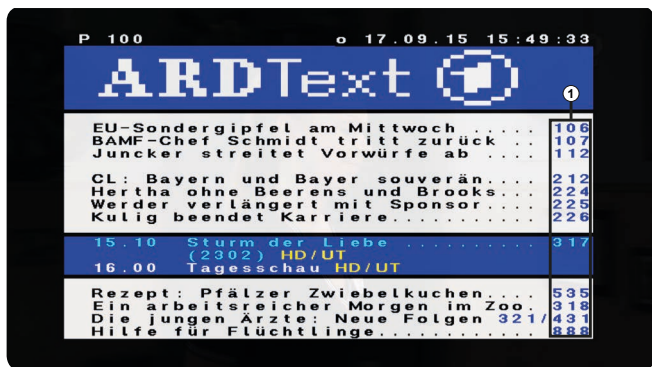 P 100 o 17.09.15 15:49:33
ARDText 1
1
EU-Sondergipfel am Mittwoch ..... 106
BAMF-Chef Schmidt tritt zurück .. 107
Juncker streitet Vorwürfe ab .... 112
CL: Bayern und Bayer souverän.... 212
Hertha ohne Beerens und Brooks... 224
Werder verlängert mit Sponsor.... 225
Kulig beendet Karriere........... 226
15.10 Sturm der Liebe .......... 317
(2302) HD/UT
16.00 Tagesschau HD/UT
Rezept: Pfälzer Zwiebelkuchen.... 535
Ein arbeitsreicher Morgen im Zoo. 318
Die jungen Ärzte: Neue Folgen 321/431
Hilfe für Flüchtlinge............ 888